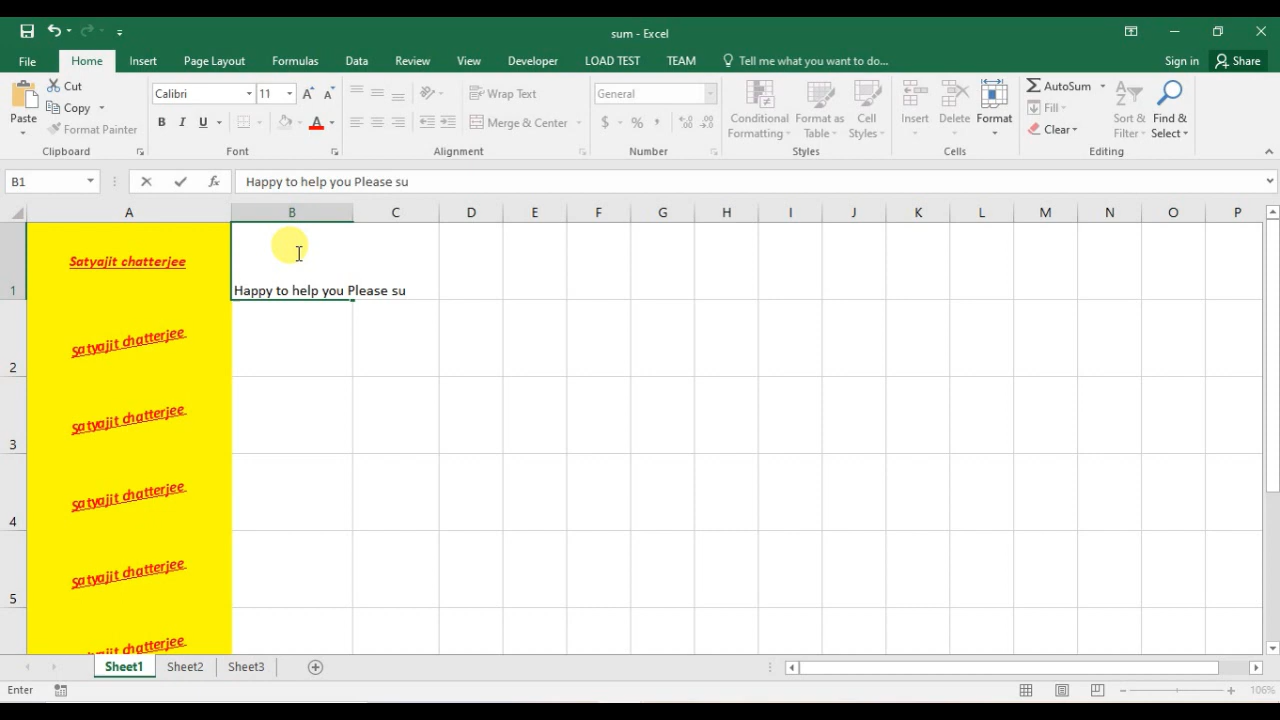 sum - Excel
File Home Insert Page Layout Formulas Data Review View Developer LOAD TEST TEAM Tell me what you want to do... Sign in Share
Paste
Cut
Copy
Format Painter
Clipboard
Calibri 11
B I U
Font
Wrap Text
Merge & Center
Alignment
General
$ % ,
Number
Conditional Formatting
Format as Table
Cell Styles
Styles
Insert Delete Format
Cells
AutoSum
Fill
Clear
Sort & Filter
Find & Select
Editing
B1 fx Happy to help you Please su
A B C D E F G H I J K L M N O P
1 Satyajit chatterjee Happy to help you Please su
2 Satyajit chatterjee
3 Satyajit chatterjee
4 Satyajit chatterjee
5 Satyajit chatterjee
Satyajit chatterjee
Sheet1 Sheet2 Sheet3
Enter 106%